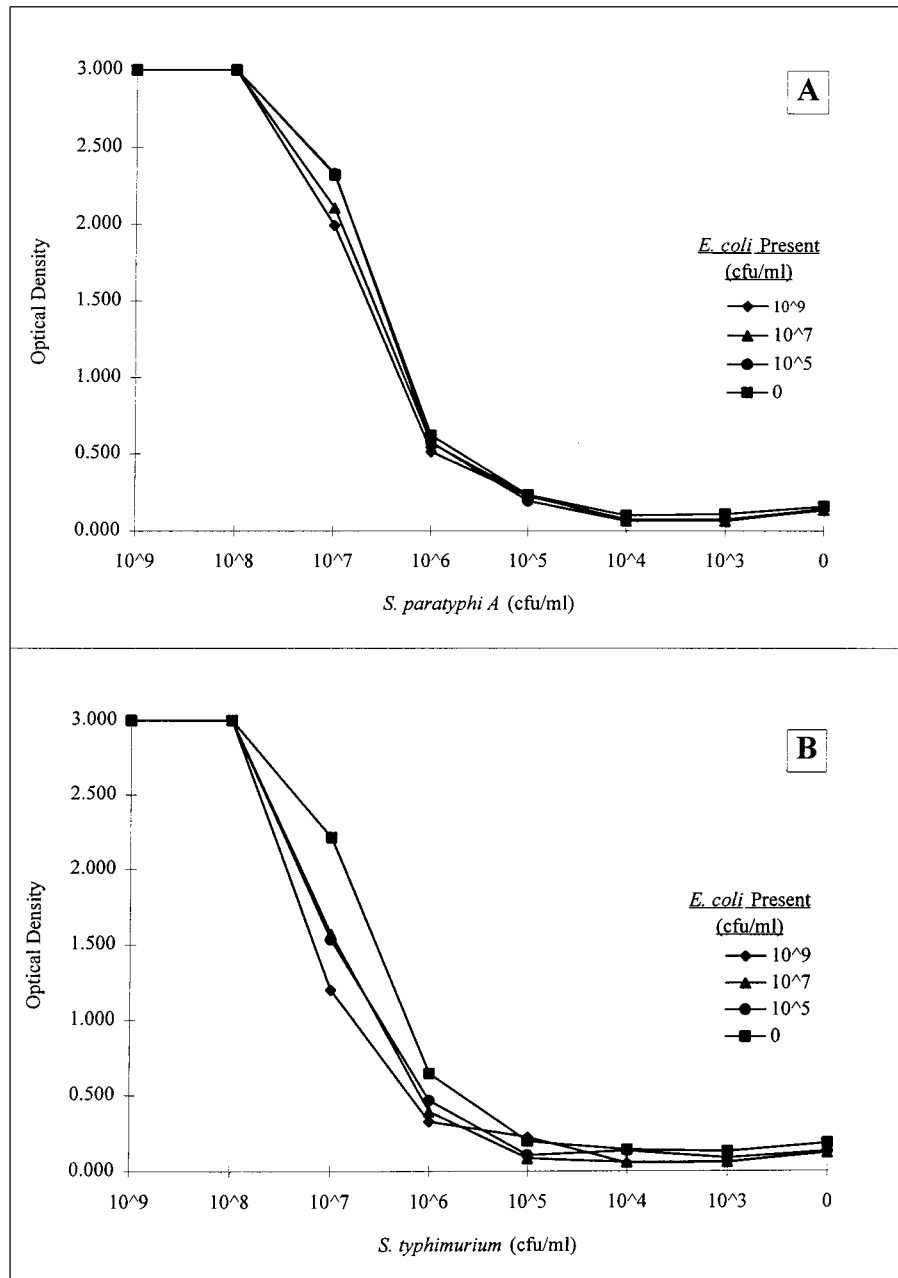 A
3.000
2.500
2.000
1.500
1.000
0.500
0.000
Optical Density
E. coli Present
(cfu/ml)
10^9
10^7
10^5
0
10^9 10^8 10^7 10^6 10^5 10^4 10^3 0
S. paratyphi A (cfu/ml)
B
3.000
2.500
2.000
1.500
1.000
0.500
0.000
Optical Density
E. coli Present
(cfu/ml)
10^9
10^7
10^5
0
10^9 10^8 10^7 10^6 10^5 10^4 10^3 0
S. typhimurium (cfu/ml)